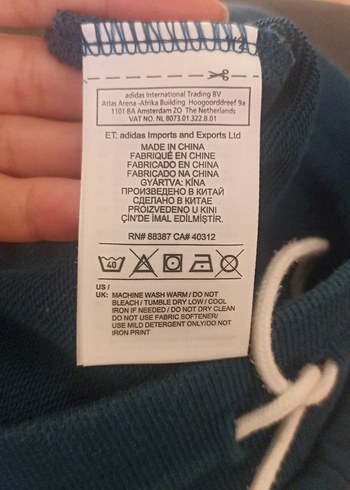 adidas International Trading BV
Atlas Arena -Afrika Building Hoogoorddreef 9a
1101 BA Amsterdam ZO The Netherlands
VAT NO. NL 8073.01.322.B.01
ET: adidas Imports and Exports Ltd
MADE IN CHINA
FABRIQUÉ EN CHINE
FABRICADO EN CHINA
FABRICADO NA CHINA
GYÁRTVA: KÍNA
ПРОИЗВЕДЕНО В КИТАЙ
СДЕЛАНО В КИТАЕ
PROIZVEDENO U KINI
ÇİN'DE İMAL EDİLMİŞTİR.
RN# 88387 CA# 40312
40
US /
UK: MACHINE WASH WARM / DO NOT
BLEACH / TUMBLE DRY LOW / COOL
IRON IF NEEDED / DO NOT DRY CLEAN
DO NOT USE FABRIC SOFTENER/
USE MILD DETERGENT ONLY/DO NOT
IRON PRINT